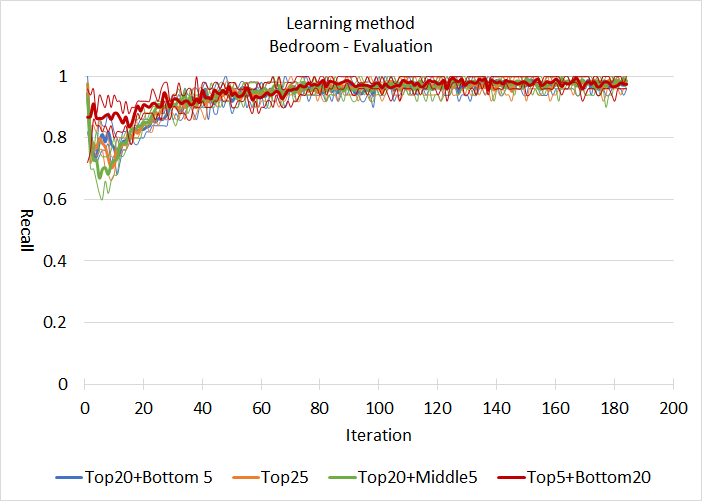 Learning method
Bedroom - Evaluation
1
0.8
0.6
0.4
0.2
0
Recall
0 20 40 60 80 100 120 140 160 180 200
Iteration
Top20+Bottom 5 Top25 Top20+Middle5 Top5+Bottom20